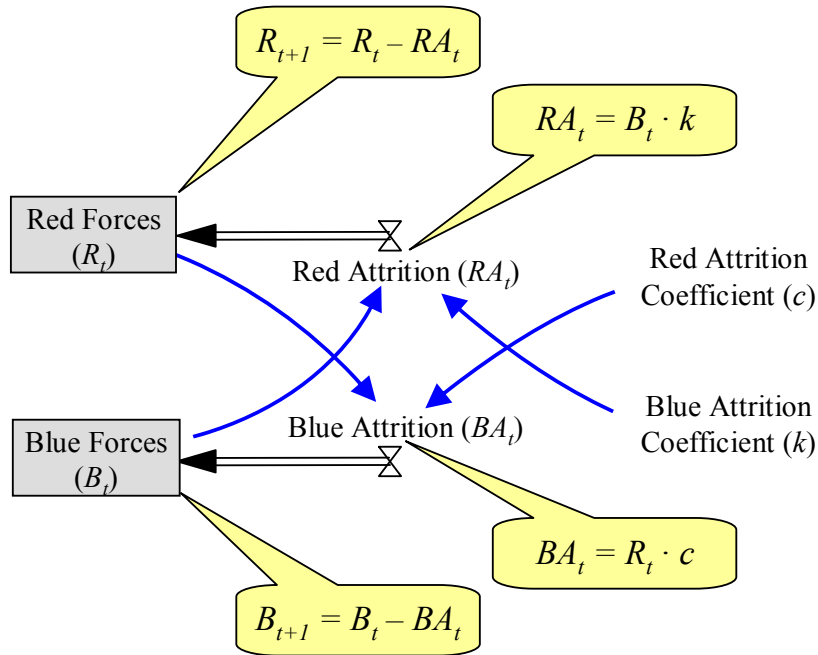 R_{t+1} = R_t – RA_t
RA_t = B_t · k
Red Forces
(R_t)
Red Attrition (RA_t)
Red Attrition
Coefficient (c)
Blue Forces
(B_t)
Blue Attrition (BA_t)
Blue Attrition
Coefficient (k)
BA_t = R_t · c
B_{t+1} = B_t – BA_t